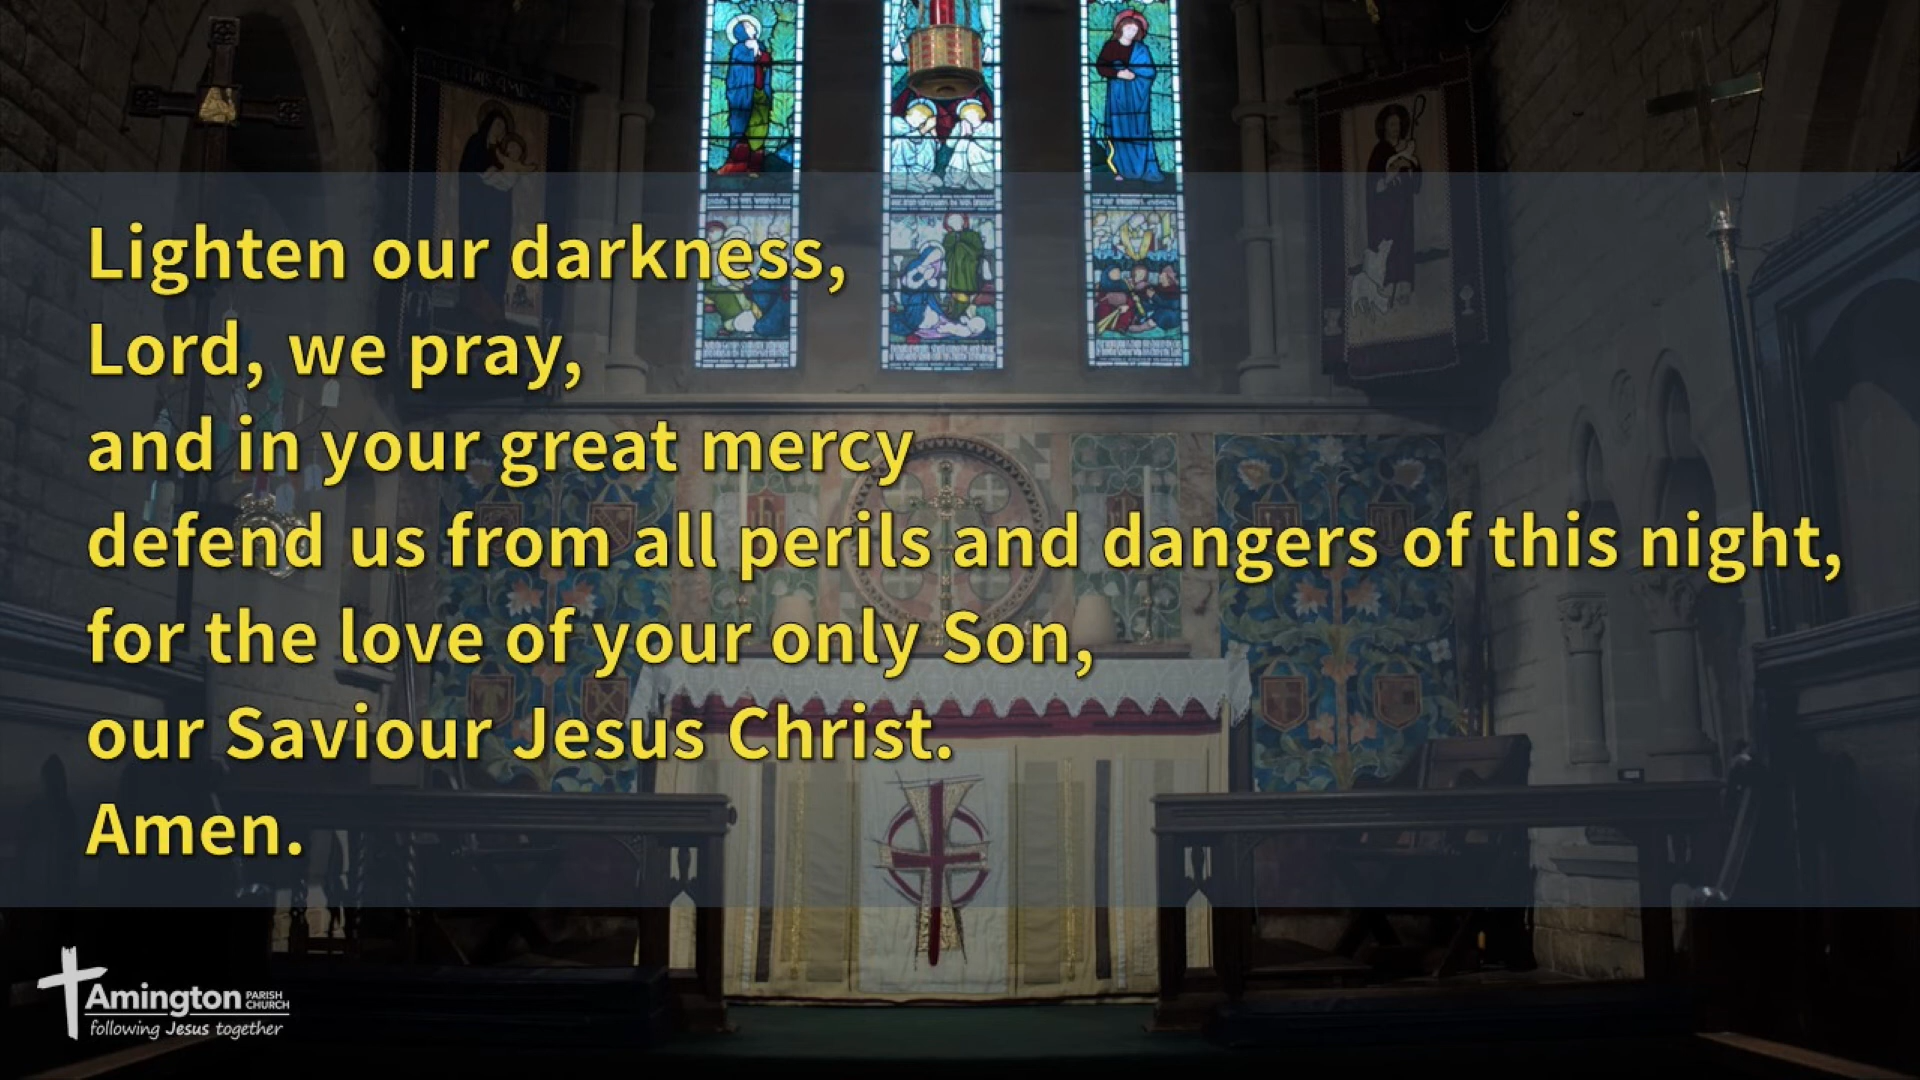 Lighten our darkness,
Lord, we pray,
and in your great mercy
defend us from all perils and dangers of this night,
for the love of your only Son,
our Saviour Jesus Christ.
Amen.
Amington PARISH CHURCH
following Jesus together